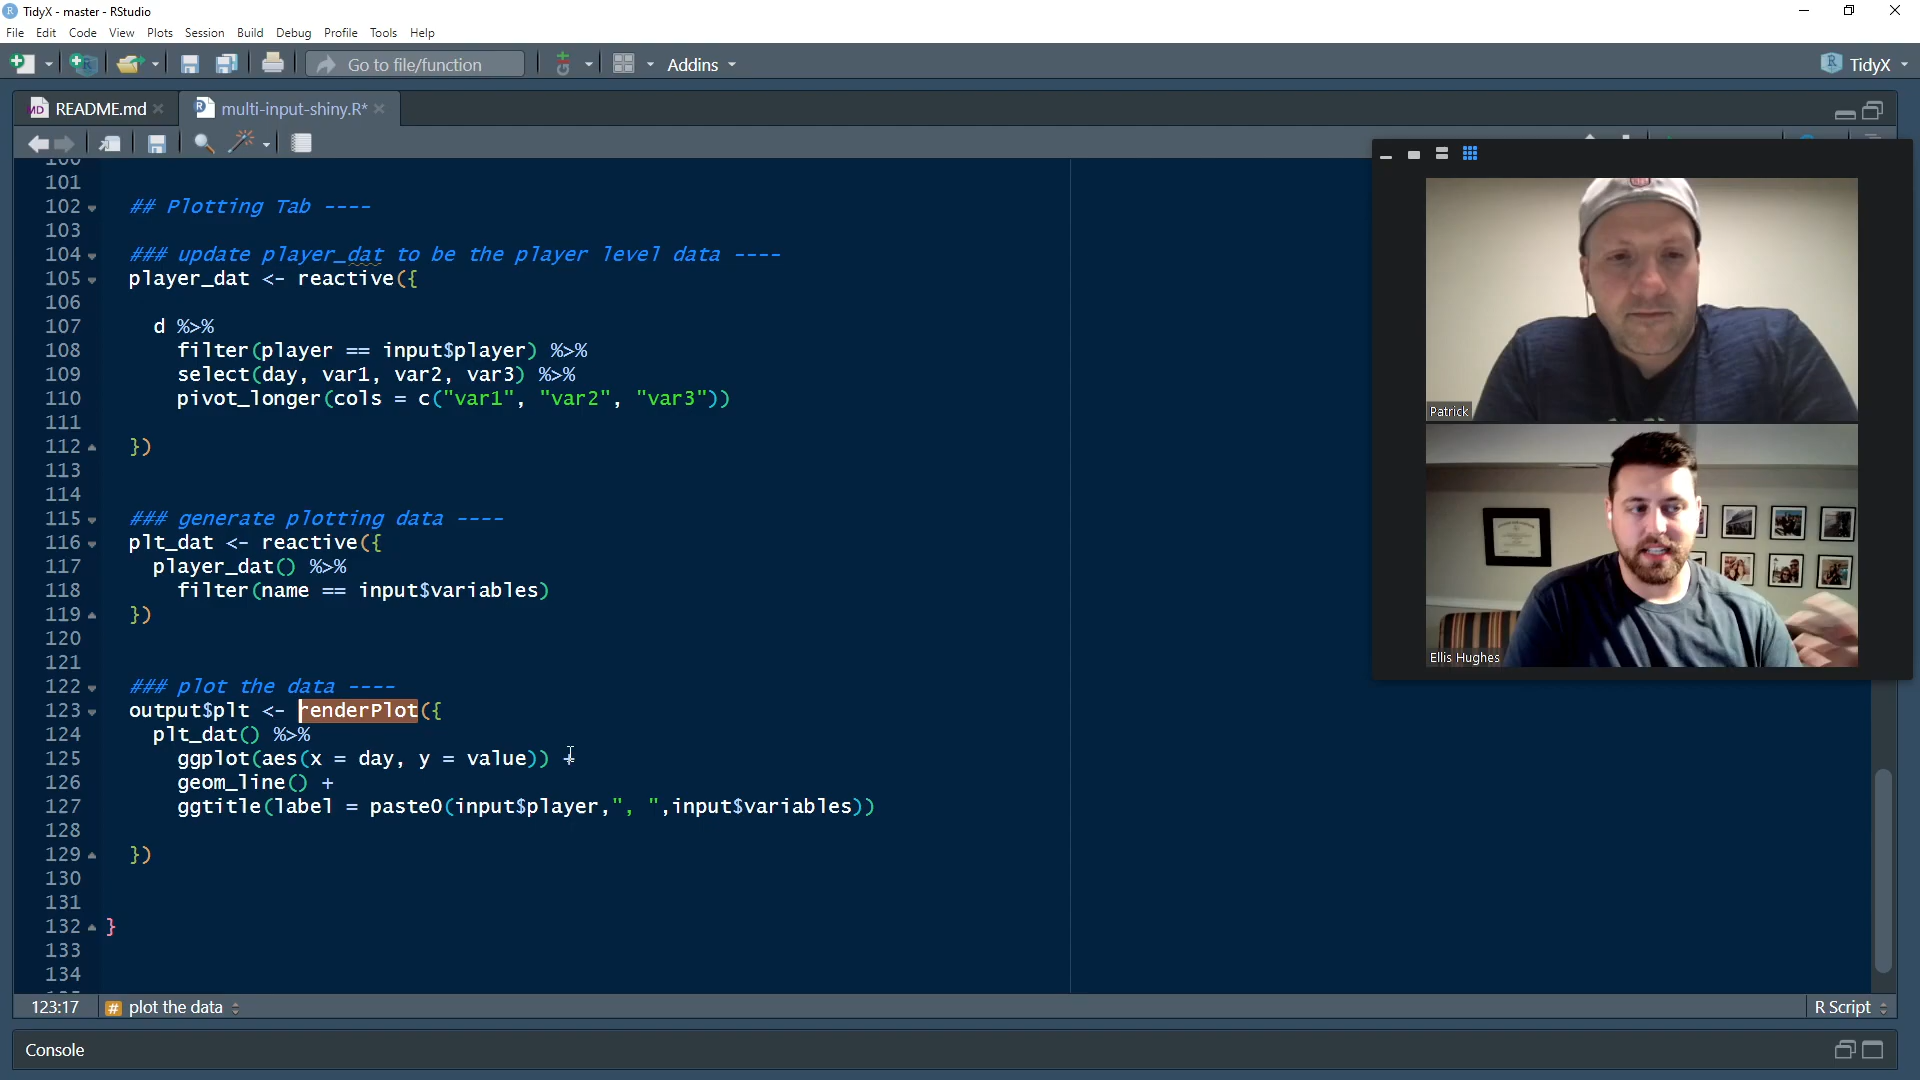 TidyX - master - RStudio
File Edit Code View Plots Session Build Debug Profile Tools Help
Go to file/function
Addins
TidyX
README.md
multi-input-shiny.R*
101
102 ## Plotting Tab ----
103
104 ### update player_dat to be the player level data ----
105 player_dat <- reactive({
106
107 d %>%
108 filter(player == input$player) %>%
109 select(day, var1, var2, var3) %>%
110 pivot_longer(cols = c("var1", "var2", "var3"))
111
112 })
113
114
115 ### generate plotting data ----
116 plt_dat <- reactive({
117 player_dat() %>%
118 filter(name == input$variables)
119 })
120
121
122 ### plot the data ----
123 output$plt <- renderPlot({
124 plt_dat() %>%
125 ggplot(aes(x = day, y = value)) +
126 geom_line() +
127 ggtitle(label = paste0(input$player,", ",input$variables))
128
129 })
130
131
132 }
133
134
Patrick
Ellis Hughes
123:17 # plot the data
R Script
Console